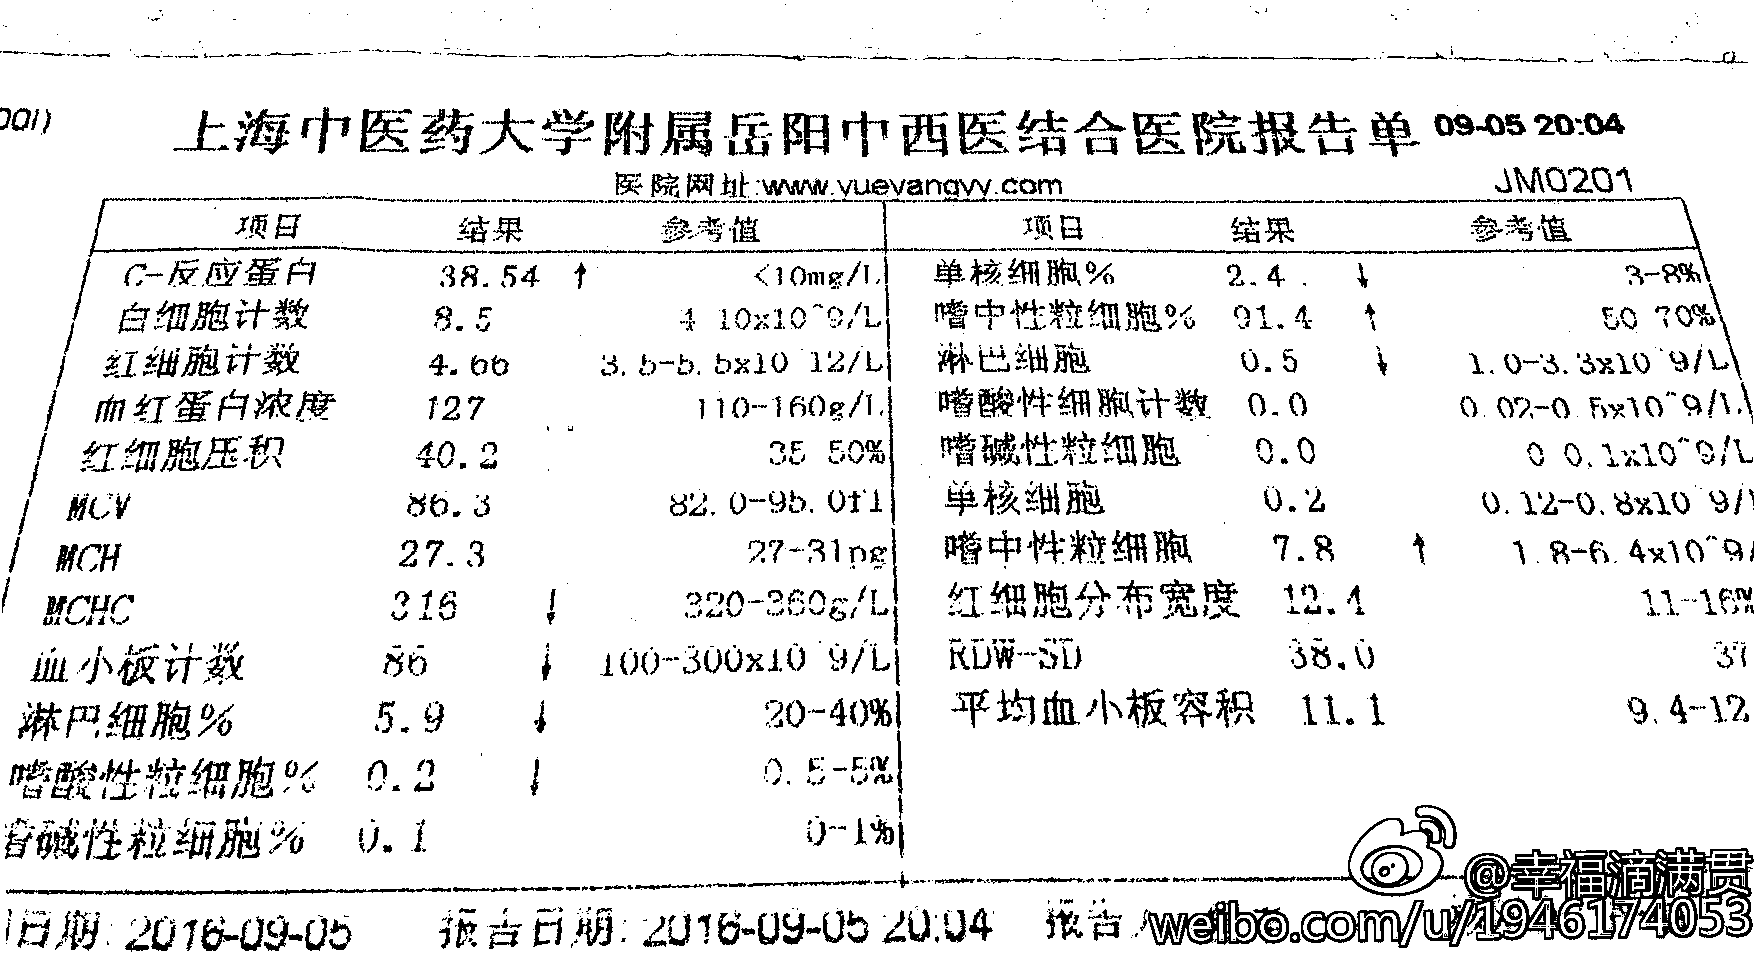 上海中医药大学附属岳阳中西医结合医院报告单 09-05 20:04
医院网址:www.yueyangyy.com JM0201
项目 结果 参考值 项目 结果 参考值
C-反应蛋白 38.54 ↑ <10mg/L 单核细胞% 2.4 ↓ 3-8%
白细胞计数 8.5 4 10x10^9/L 嗜中性粒细胞% 91.4 ↑ 50 70%
红细胞计数 4.66 3.5-5.5x10^12/L 淋巴细胞 0.5 ↓ 1.0-3.3x10^9/L
血红蛋白浓度 127 110-160g/L 嗜酸性细胞计数 0.0 0.02-0.5x10^9/L
红细胞压积 40.2 35 50% 嗜碱性粒细胞 0.0 0 0.1x10^9/L
MCV 86.3 82.0-95.0fl 单核细胞 0.2 0.12-0.8x10^9/
MCH 27.3 27-31pg 嗜中性粒细胞 7.8 ↑ 1.8-6.4x10^9/
MCHC 316 ↓ 320-360g/L 红细胞分布宽度 12.4 11-16%
血小板计数 86 ↓ 100-300x10^9/L RDW-SD 38.0 37
淋巴细胞% 5.9 ↓ 20-40% 平均血小板容积 11.1 9.4-12
嗜酸性粒细胞% 0.2 ↓ 0.5-5%
嗜碱性粒细胞% 0.1 0-1%
日期: 2016-09-05 报告日期: 2016-09-05 20:04 报告
@幸福滴满贯
weibo.com/u/1946174053